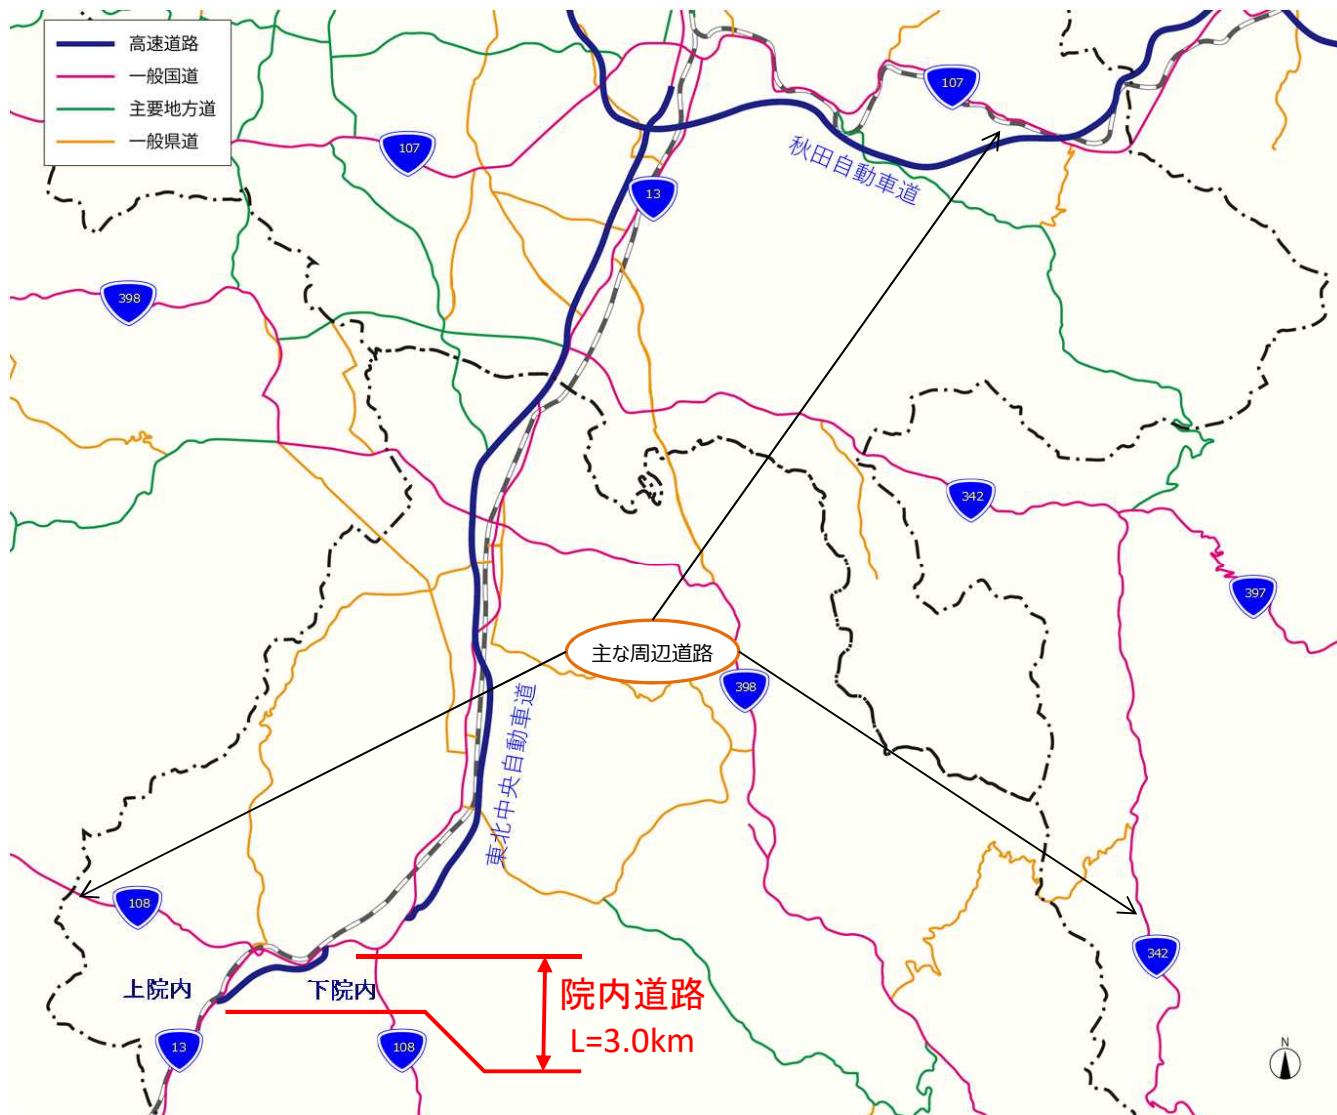 高速道路
一般国道
主要地方道
一般県道
107
107
秋田自動車道
13
398
342
397
主な周辺道路
398
東北中央自動車道
108
342
上院内
下院内
院内道路
L=3.0km
13
108
N